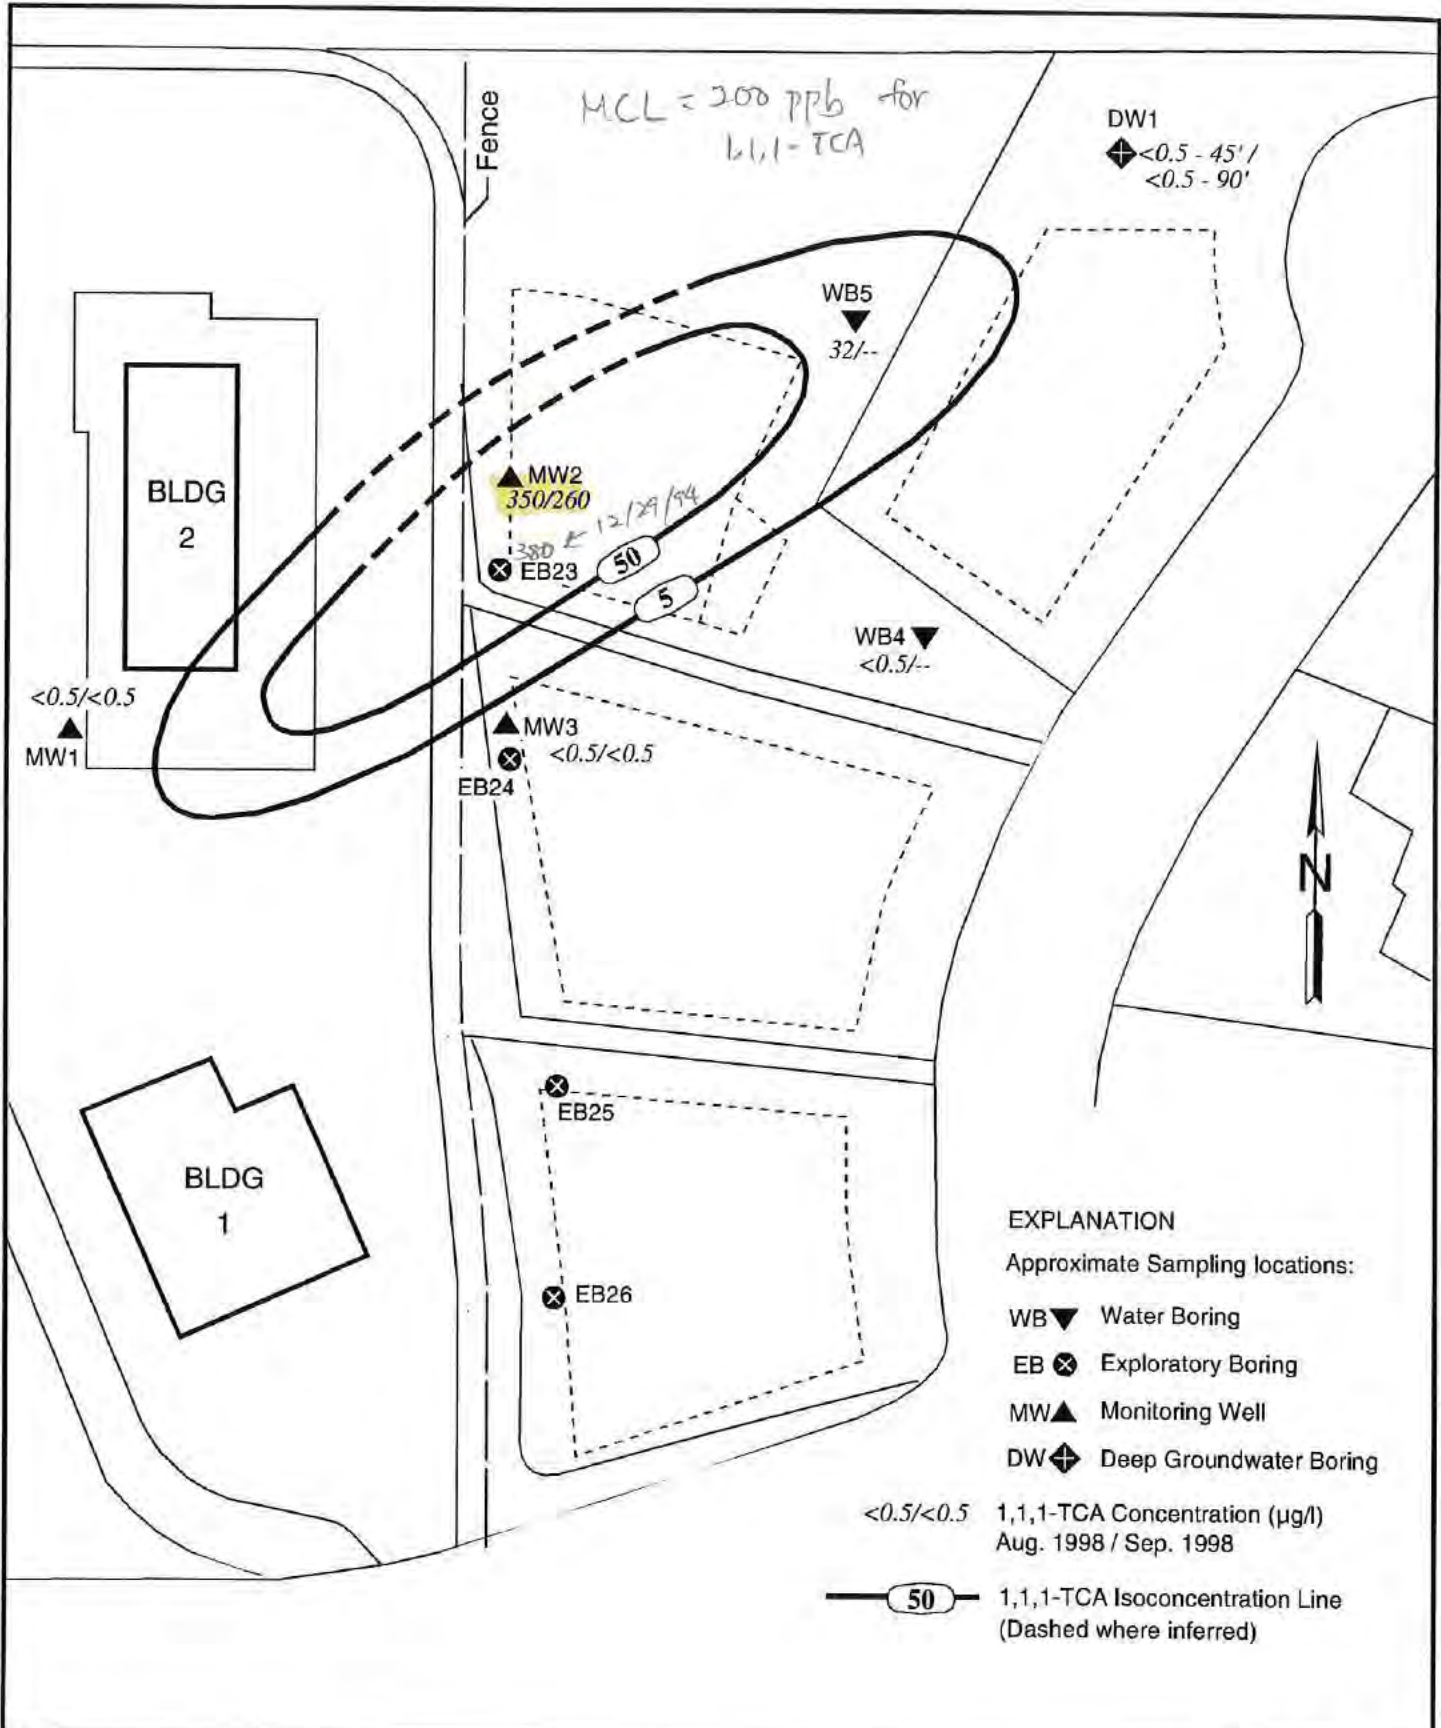 MCL = 200 ppb for
1,1,1-TCA
Fence
DW1
<0.5 - 45' /
<0.5 - 90'
WB5
32/--
MW2
350/260
380 ← 12/29/94
EB23
50
5
BLDG
2
WB4
<0.5/--
<0.5/<0.5
MW1
MW3
<0.5/<0.5
EB24
N
EB25
BLDG
1
EB26
EXPLANATION
Approximate Sampling locations:
WB Water Boring
EB Exploratory Boring
MW Monitoring Well
DW Deep Groundwater Boring
<0.5/<0.5 1,1,1-TCA Concentration (µg/l)
Aug. 1998 / Sep. 1998
50 1,1,1-TCA Isoconcentration Line
(Dashed where inferred)